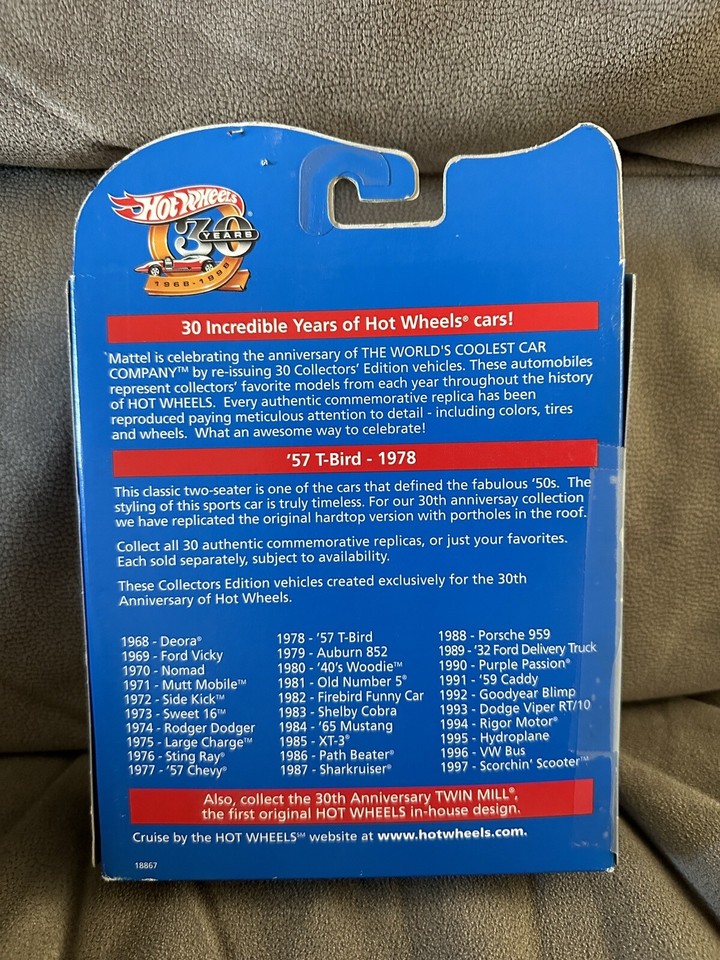 HOT WHEELS®
30
YEARS
1968-1998
30 Incredible Years of Hot Wheels® cars!
Mattel is celebrating the anniversary of THE WORLD'S COOLEST CAR
COMPANY™ by re-issuing 30 Collectors' Edition vehicles. These automobiles
represent collectors' favorite models from each year throughout the history
of HOT WHEELS. Every authentic commemorative replica has been
reproduced paying meticulous attention to detail - including colors, tires
and wheels. What an awesome way to celebrate!
'57 T-Bird - 1978
This classic two-seater is one of the cars that defined the fabulous '50s. The
styling of this sports car is truly timeless. For our 30th anniversay collection
we have replicated the original hardtop version with portholes in the roof.
Collect all 30 authentic commemorative replicas, or just your favorites.
Each sold separately, subject to availability.
These Collectors Edition vehicles created exclusively for the 30th
Anniversary of Hot Wheels.
1968 - Deora®
1969 - Ford Vicky
1970 - Nomad
1971 - Mutt Mobile™
1972 - Side Kick™
1973 - Sweet 16™
1974 - Rodger Dodger
1975 - Large Charge™
1976 - Sting Ray®
1977 - '57 Chevy®
1978 - '57 T-Bird
1979 - Auburn 852
1980 - '40's Woodie™
1981 - Old Number 5®
1982 - Firebird Funny Car
1983 - Shelby Cobra
1984 - '65 Mustang
1985 - XT-3®
1986 - Path Beater®
1987 - Sharkruiser®
1988 - Porsche 959
1989 - '32 Ford Delivery Truck
1990 - Purple Passion®
1991 - '59 Caddy
1992 - Goodyear Blimp
1993 - Dodge Viper RT/10
1994 - Rigor Motor®
1995 - Hydroplane
1996 - VW Bus
1997 - Scorchin' Scooter™
Also, collect the 30th Anniversary TWIN MILL®,
the first original HOT WHEELS in-house design.
Cruise by the HOT WHEELS℠ website at www.hotwheels.com.
18867